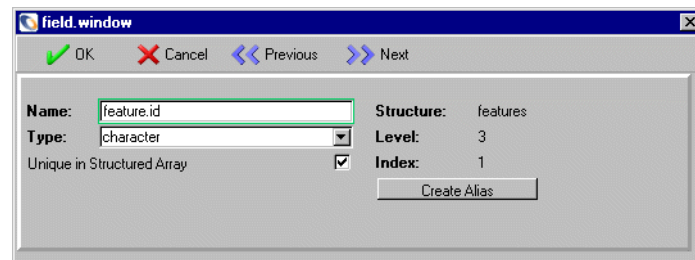 field.window
OK Cancel Previous Next
Name: feature.id Structure: features
Type: character Level: 3
Unique in Structured Array Index: 1
Create Alias